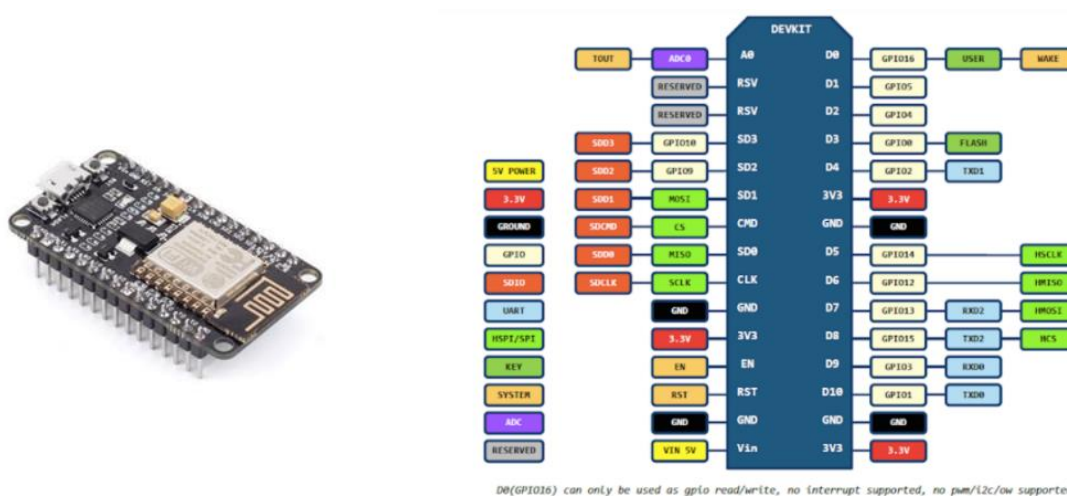 DEVKIT
TOUT ADC0 A0 D0 GPIO16 USER WAKE
RESERVED RSV D1 GPIO5
RESERVED RSV D2 GPIO4
SDD3 GPIO10 SD3 D3 GPIO0 FLASH
5V POWER SDD2 GPIO9 SD2 D4 GPIO2 TXD1
3.3V SDD1 MOSI SD1 3V3 3.3V
GROUND SDCMD CS CMD GND GND
GPIO SDD0 MISO SD0 D5 GPIO14 HSCLK
SDIO SDCLK SCLK CLK D6 GPIO12 HMISO
UART GND GND D7 GPIO13 RXD2 HMOSI
HSPI/SPI 3.3V 3V3 D8 GPIO15 TXD2 HCS
KEY EN EN D9 GPIO3 RXD0
SYSTEM RST RST D10 GPIO1 TXD0
ADC GND GND GND GND
RESERVED VIN 5V Vin 3V3 3.3V
D0(GPIO16) can only be used as gpio read/write, no interrupt supported, no pwm/i2c/ow supporte